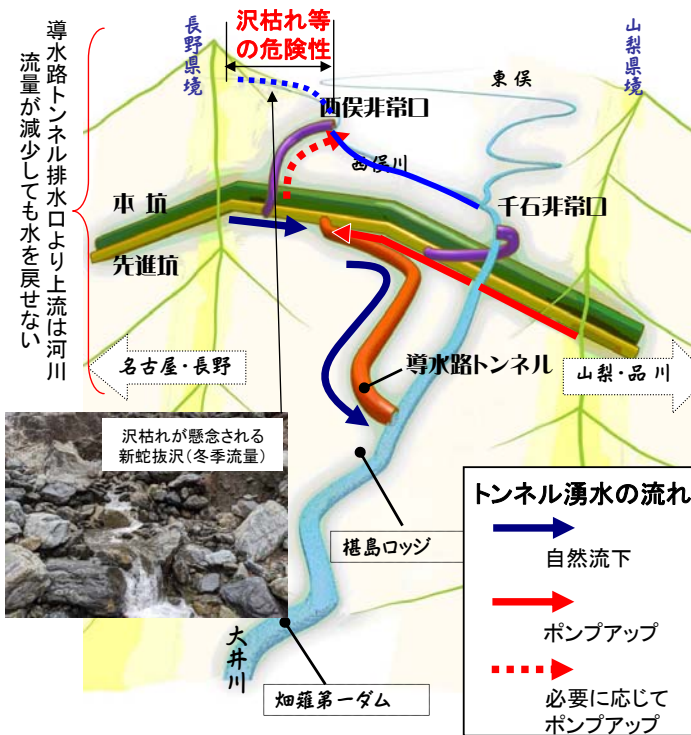 導水路トンネル排水口より上流は河川
流量が減少しても水を戻せない
長野県境
沢枯れ等
の危険性
山梨県境
東俣
西俣非常口
西俣川
千石非常口
本坑
先進坑
名古屋・長野
導水路トンネル
山梨・品川
沢枯れが懸念される
新蛇抜沢(冬季流量)
椹島ロッジ
大井川
畑薙第一ダム
トンネル湧水の流れ
自然流下
ポンプアップ
必要に応じて
ポンプアップ